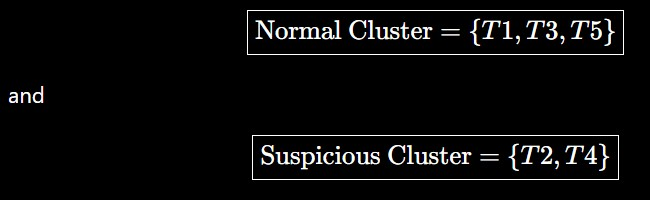 Normal Cluster = {T1, T3, T5}
and
Suspicious Cluster = {T2, T4}